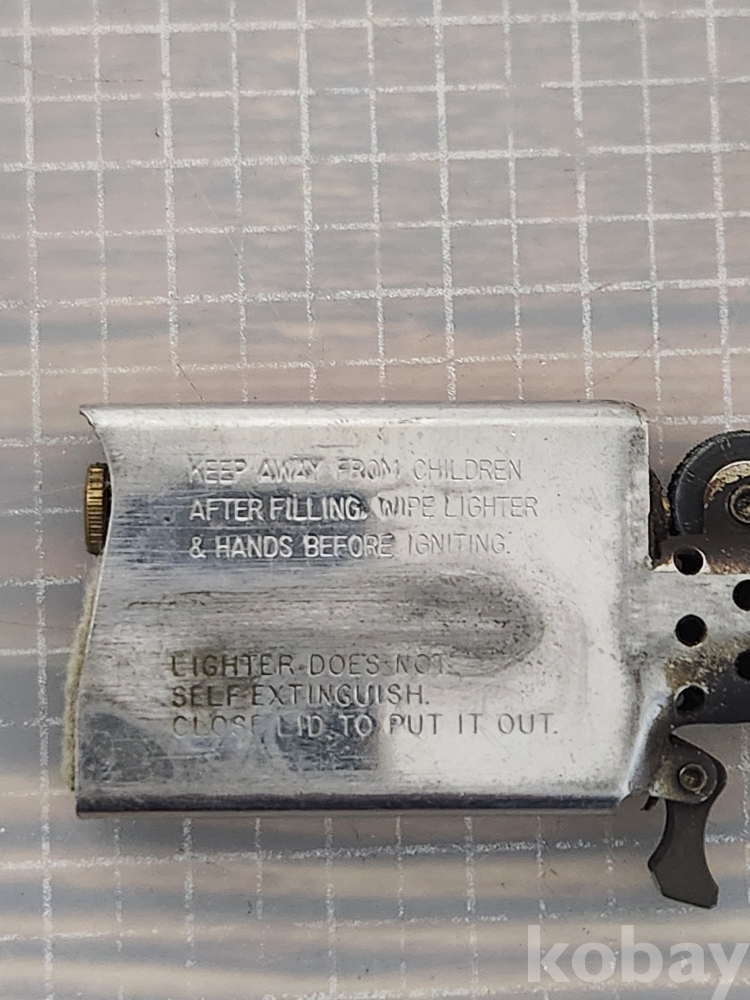 KEEP AWAY FROM CHILDREN
AFTER FILLING, WIPE LIGHTER
& HANDS BEFORE IGNITING.
LIGHTER DOES NOT
SELF EXTINGUISH.
CLOSE LID TO PUT IT OUT.
kobay